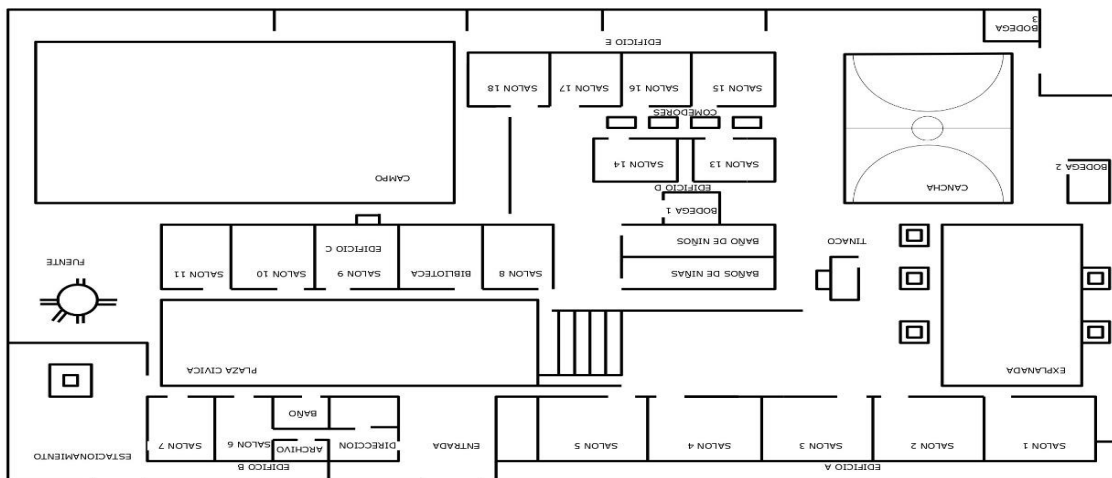 EDIFICIO A
EDIFICO B
ESTACIONAMIENTO
SALON 1
SALON 2
SALON 3
SALON 4
SALON 5
ENTRADA
DIRECCION
ARCHIVO
SALON 6
SALON 7
BAÑO
EXPLANADA
PLAZA CIVICA
BAÑOS DE NIÑAS
SALON 8
BIBLIOTECA
SALON 9
SALON 10
SALON 11
FUENTE
TINACO
BAÑO DE NIÑOS
EDIFICIO C
BODEGA 1
CANCHA
EDIFICIO D
CAMPO
BODEGA 2
SALON 13
SALON 14
COMEDORES
SALON 15
SALON 16
SALON 17
SALON 18
EDIFICIO E
BODEGA
3